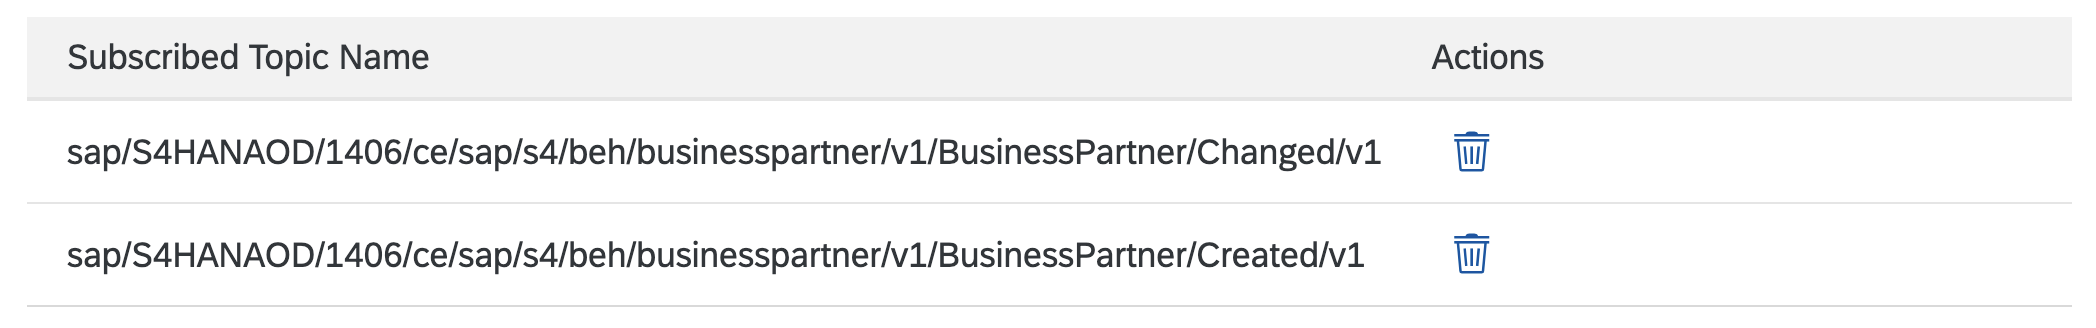 Subscribed Topic Name Actions
sap/S4HANAOD/1406/ce/sap/s4/beh/businesspartner/v1/BusinessPartner/Changed/v1
sap/S4HANAOD/1406/ce/sap/s4/beh/businesspartner/v1/BusinessPartner/Created/v1